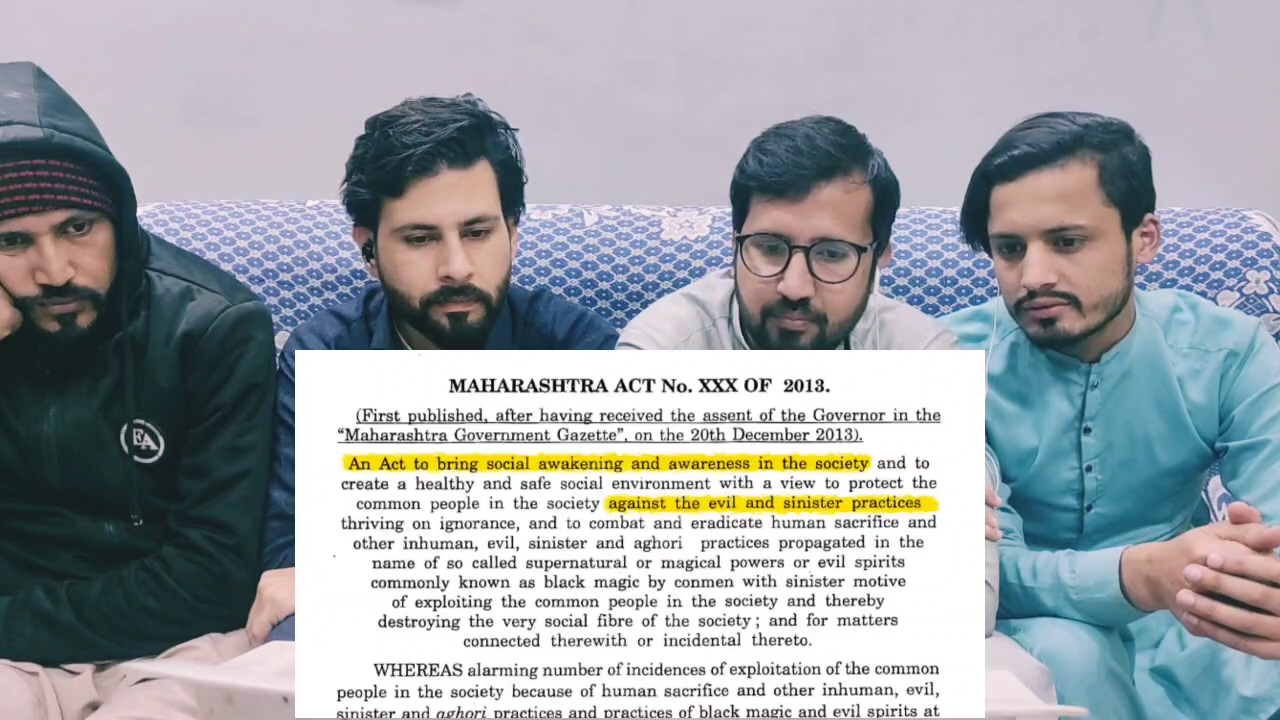 EA
MAHARASHTRA ACT No. XXX OF 2013.
(First published, after having received the assent of the Governor in the
“Maharashtra Government Gazette”, on the 20th December 2013).
An Act to bring social awakening and awareness in the society and to
create a healthy and safe social environment with a view to protect the
common people in the society against the evil and sinister practices
thriving on ignorance, and to combat and eradicate human sacrifice and
other inhuman, evil, sinister and aghori practices propagated in the
name of so called supernatural or magical powers or evil spirits
commonly known as black magic by conmen with sinister motive
of exploiting the common people in the society and thereby
destroying the very social fibre of the society ; and for matters
connected therewith or incidental thereto.
WHEREAS alarming number of incidences of exploitation of the common
people in the society because of human sacrifice and other inhuman, evil,
sinister and aghori practices and practices of black magic and evil spirits at